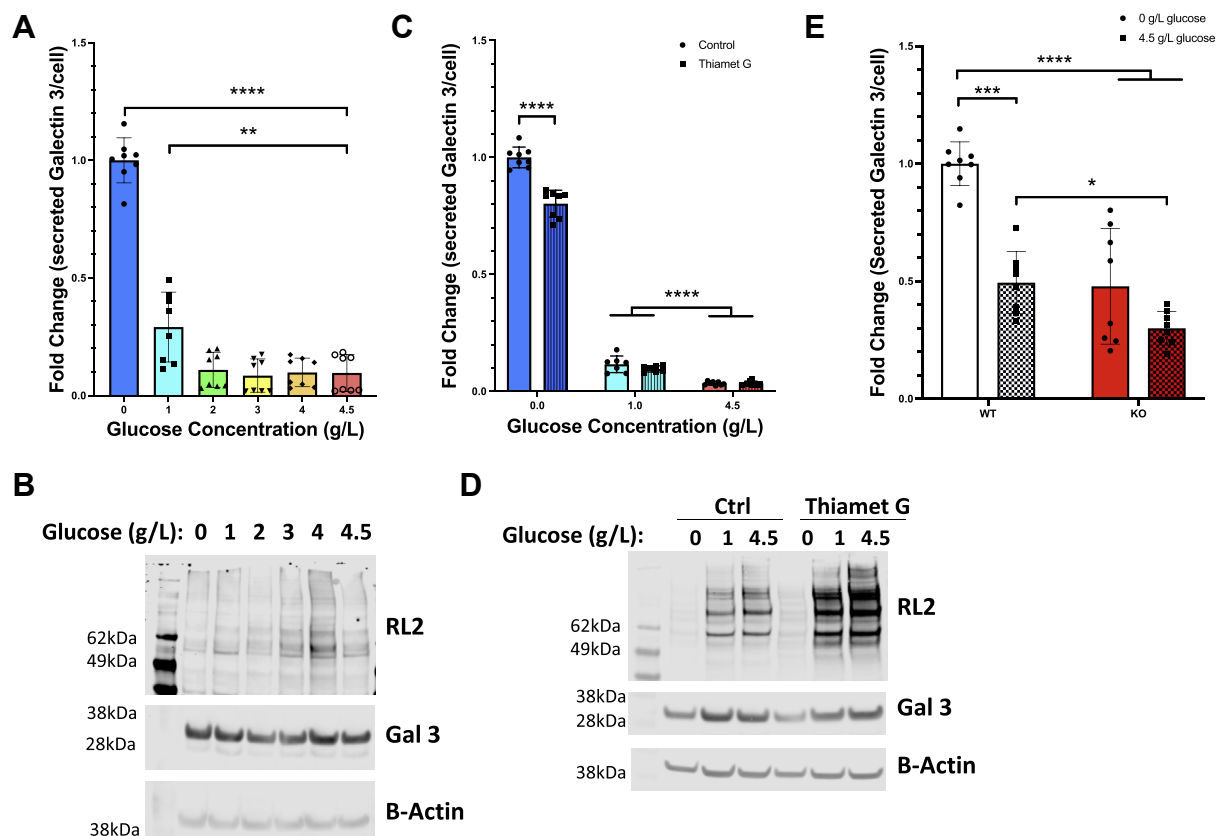 A
Fold Change (secreted Galectin 3/cell)
1.5
1.0
0.5
0.0
****
**
0 1 2 3 4 4.5
Glucose Concentration (g/L)
C
Fold Change (secreted Galectin 3/cell)
1.5
1.0
0.5
0.0
Control
Thiamet G
****
****
0.0 1.0 4.5
Glucose Concentration (g/L)
E
0 g/L glucose
4.5 g/L glucose
Fold Change (Secreted Galectin 3/cell)
1.5
1.0
0.5
0.0
****
***
*
WT KO
B
Glucose (g/L): 0 1 2 3 4 4.5
62kDa
49kDa
RL2
38kDa
28kDa
Gal 3
38kDa
B-Actin
D
Ctrl Thiamet G
Glucose (g/L): 0 1 4.5 0 1 4.5
62kDa
49kDa
RL2
38kDa
28kDa
Gal 3
38kDa
B-Actin